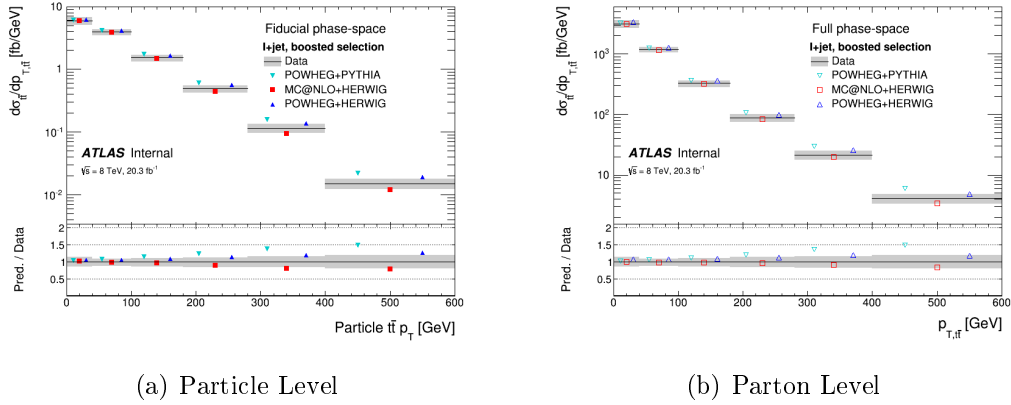 dσ_tt̄/dp_T,tt̄ [fb/GeV]
10
1
10⁻¹
10⁻²
Fiducial phase-space
l+jet, boosted selection
Data
POWHEG+PYTHIA
MC@NLO+HERWIG
POWHEG+HERWIG
ATLAS Internal
√s = 8 TeV, 20.3 fb⁻¹
Pred. / Data
2
1.5
1
0.5
0 100 200 300 400 500 600
Particle tt̄ p_T [GeV]
(a) Particle Level
dσ_tt̄/dp_T,tt̄ [fb/GeV]
10³
10²
10
Full phase-space
l+jet, boosted selection
Data
POWHEG+PYTHIA
MC@NLO+HERWIG
POWHEG+HERWIG
ATLAS Internal
√s = 8 TeV, 20.3 fb⁻¹
Pred. / Data
2
1.5
1
0.5
0 100 200 300 400 500 600
p_T,tt̄ [GeV]
(b) Parton Level